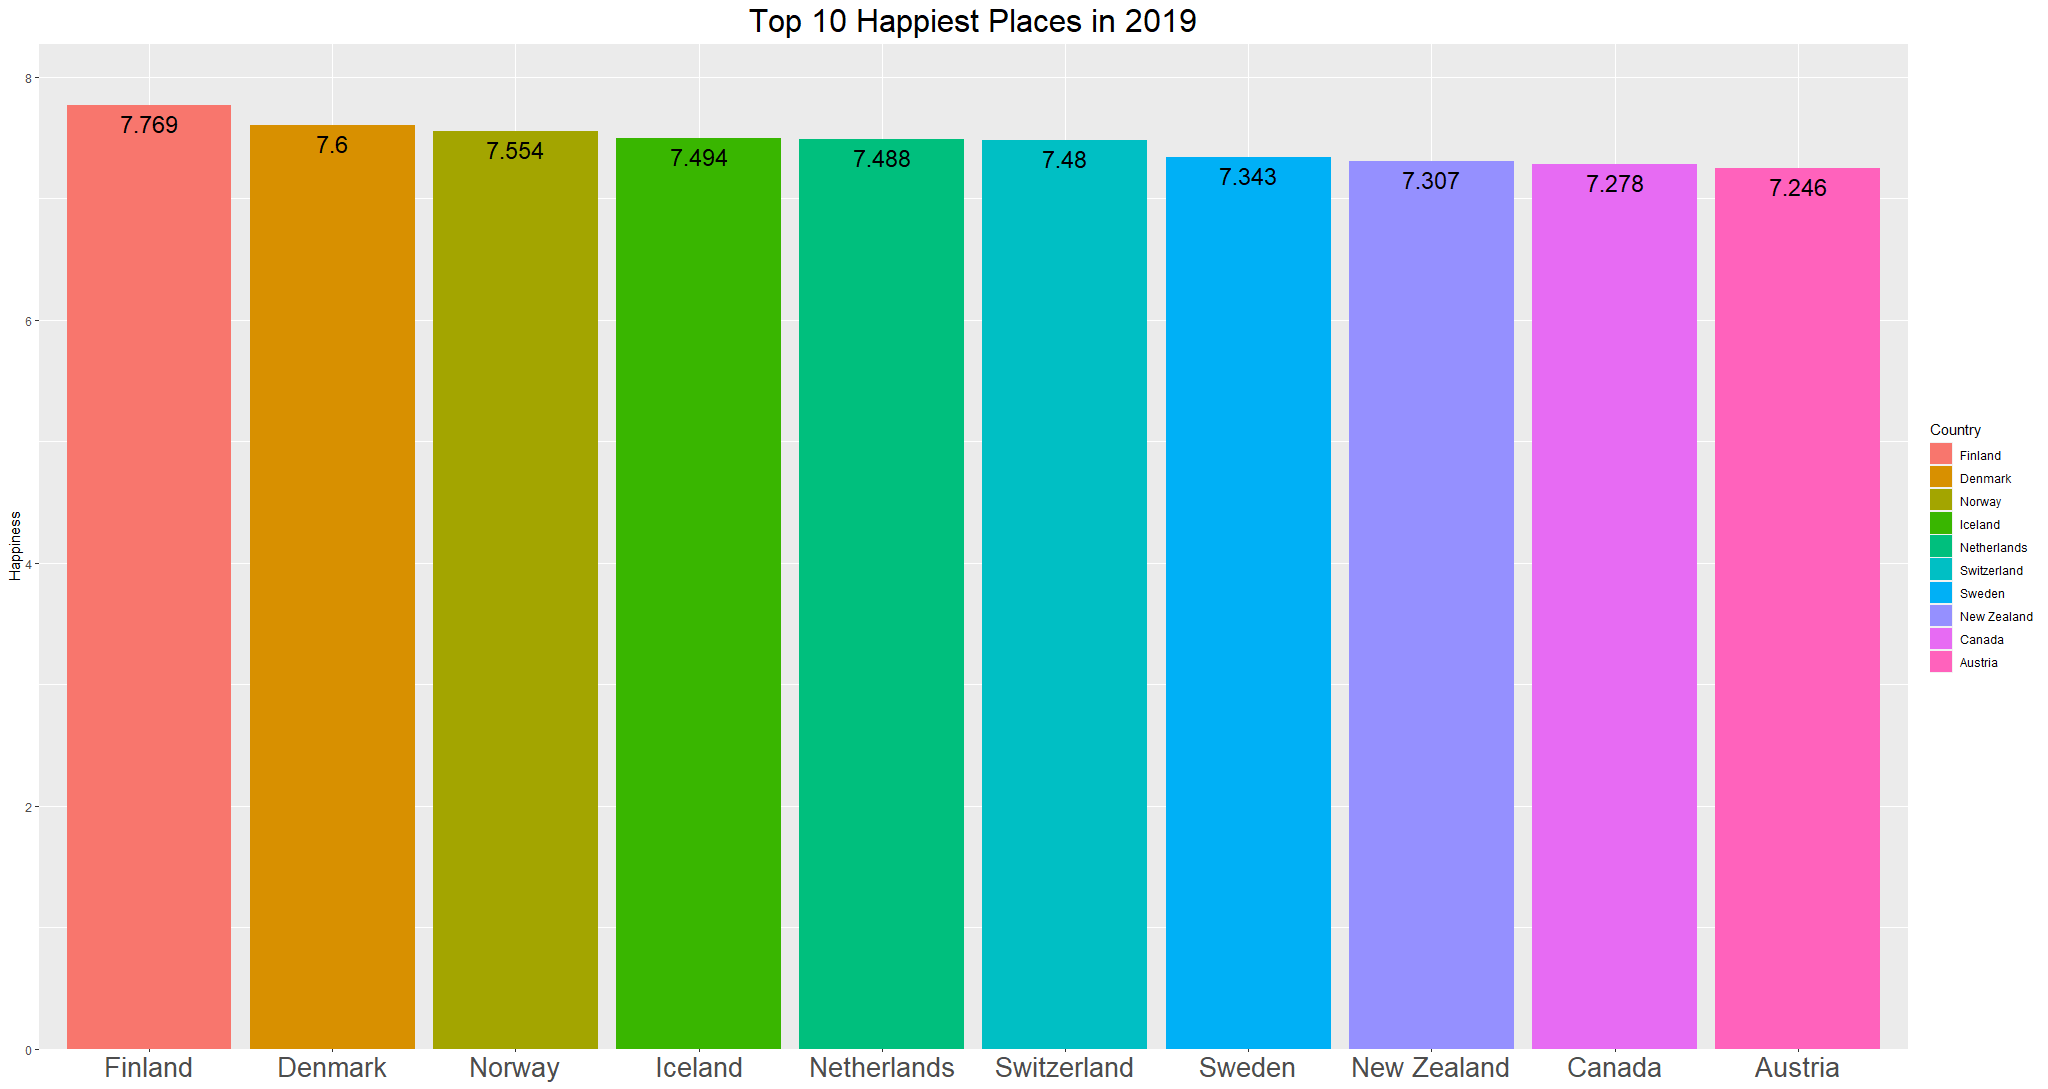 Top 10 Happiest Places in 2019
8
6
4
2
0
Happiness
7.769
7.6
7.554
7.494
7.488
7.48
7.343
7.307
7.278
7.246
Finland
Denmark
Norway
Iceland
Netherlands
Switzerland
Sweden
New Zealand
Canada
Austria
Country
Finland
Denmark
Norway
Iceland
Netherlands
Switzerland
Sweden
New Zealand
Canada
Austria